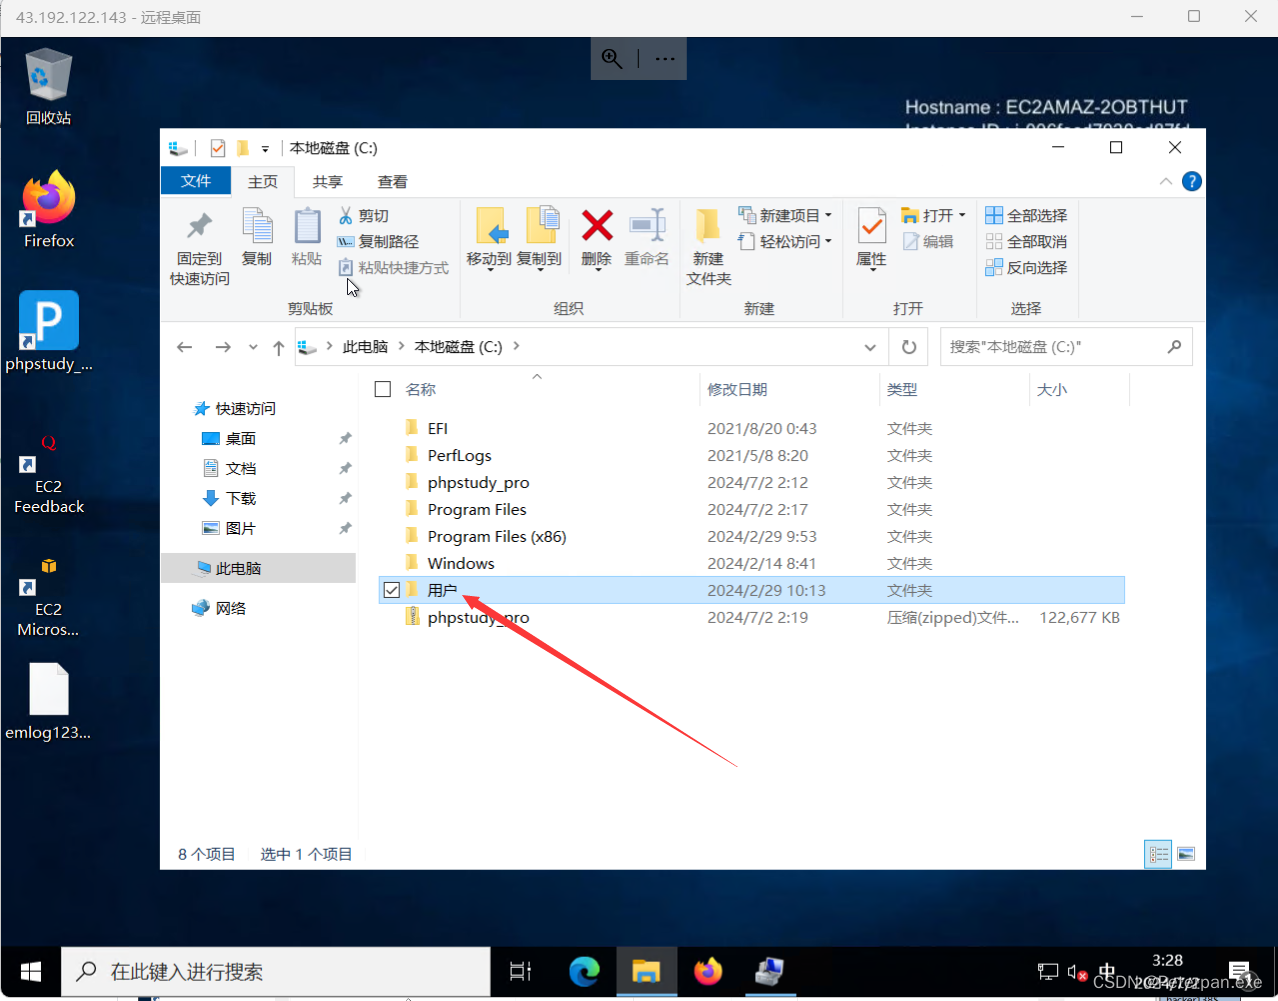 43.192.122.143 - 远程桌面
回收站
Hostname : EC2AMAZ-2OBTHUT
本地磁盘 (C:)
文件 主页 共享 查看
固定到
快速访问
复制
粘贴
剪切
复制路径
粘贴快捷方式
剪贴板
移动到 复制到
删除 重命名
组织
新建
文件夹
新建项目
轻松访问
新建
属性
打开
编辑
打开
全部选择
全部取消
反向选择
选择
此电脑 本地磁盘 (C:)
搜索"本地磁盘 (C:)"
Firefox
phpstudy_...
EC2
Feedback
EC2
Micros...
emlog123...
快速访问
桌面
文档
下载
图片
此电脑
网络
名称 修改日期 类型 大小
EFI 2021/8/20 0:43 文件夹
PerfLogs 2021/5/8 8:20 文件夹
phpstudy_pro 2024/7/2 2:12 文件夹
Program Files 2024/7/2 2:17 文件夹
Program Files (x86) 2024/2/29 9:53 文件夹
Windows 2024/2/14 8:41 文件夹
用户 2024/2/29 10:13 文件夹
phpstudy_pro 2024/7/2 2:19 压缩(zipped)文件... 122,677 KB
8 个项目 选中 1 个项目
在此键入进行搜索
中
3:28
2024/7/2
1
CSDN @Peterpan.exe